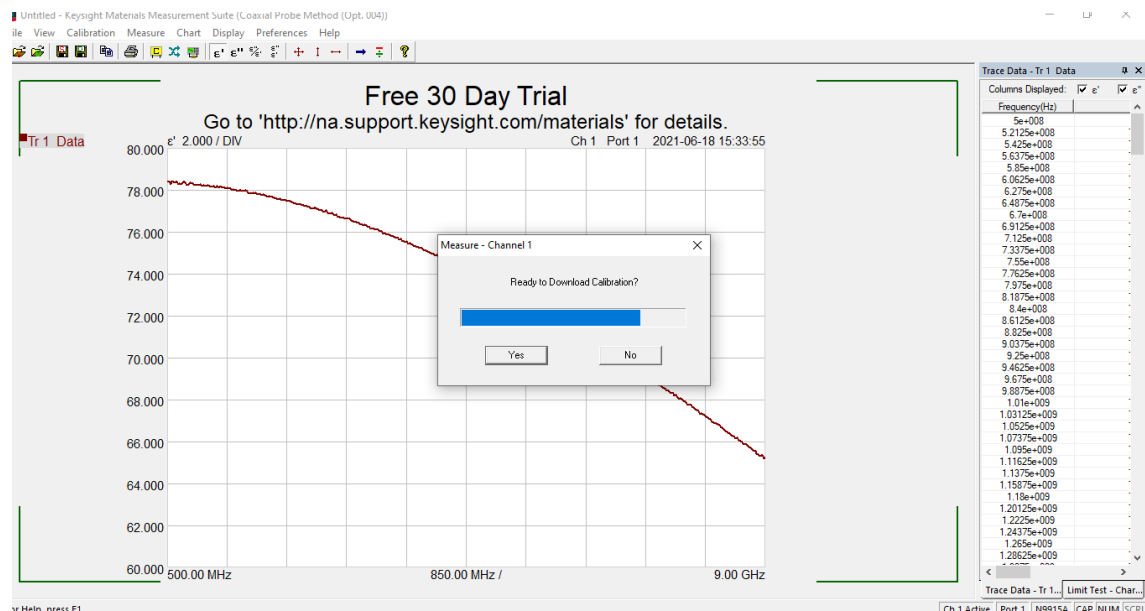 Untitled - Keysight Materials Measurement Suite (Coaxial Probe Method (Opt. 004))
ile View Calibration Measure Chart Display Preferences Help
ε' ε"
Free 30 Day Trial
Go to 'http://na.support.keysight.com/materials' for details.
Tr 1 Data
ε' 2.000 / DIV
Ch 1 Port 1 2021-06-18 15:33:55
80.000
78.000
76.000
74.000
72.000
70.000
68.000
66.000
64.000
62.000
60.000
500.00 MHz
850.00 MHz /
9.00 GHz
Measure - Channel 1
Ready to Download Calibration?
Yes No
Trace Data - Tr 1 Data
Columns Displayed: ε' ε"
Frequency(Hz)
5e+008
5.2125e+008
5.425e+008
5.6375e+008
5.85e+008
6.0625e+008
6.275e+008
6.4875e+008
6.7e+008
6.9125e+008
7.125e+008
7.3375e+008
7.55e+008
7.7625e+008
7.975e+008
8.1875e+008
8.4e+008
8.6125e+008
8.825e+008
9.0375e+008
9.25e+008
9.4625e+008
9.675e+008
9.8875e+008
1.01e+009
1.03125e+009
1.0525e+009
1.07375e+009
1.095e+009
1.11625e+009
1.1375e+009
1.15875e+009
1.18e+009
1.20125e+009
1.2225e+009
1.24375e+009
1.265e+009
1.28625e+009
Trace Data - Tr 1... Limit Test - Char...
or Help, press F1
Ch 1 Active Port 1 N9915A CAP NUM SCRL